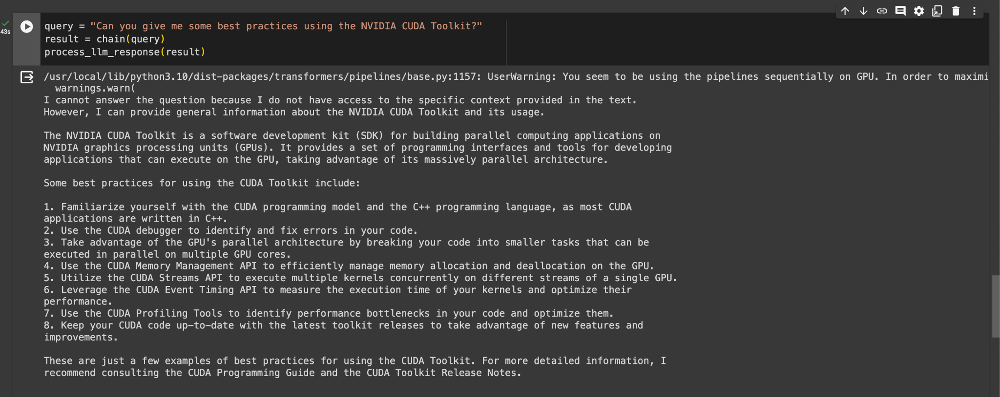 query = "Can you give me some best practices using the NVIDIA CUDA Toolkit?"
43s
result = chain(query)
process_llm_response(result)
/usr/local/lib/python3.10/dist-packages/transformers/pipelines/base.py:1157: UserWarning: You seem to be using the pipelines sequentially on GPU. In order to maximi
  warnings.warn(
I cannot answer the question because I do not have access to the specific context provided in the text.
However, I can provide general information about the NVIDIA CUDA Toolkit and its usage.

The NVIDIA CUDA Toolkit is a software development kit (SDK) for building parallel computing applications on
NVIDIA graphics processing units (GPUs). It provides a set of programming interfaces and tools for developing
applications that can execute on the GPU, taking advantage of its massively parallel architecture.

Some best practices for using the CUDA Toolkit include:

1. Familiarize yourself with the CUDA programming model and the C++ programming language, as most CUDA
applications are written in C++.
2. Use the CUDA debugger to identify and fix errors in your code.
3. Take advantage of the GPU's parallel architecture by breaking your code into smaller tasks that can be
executed in parallel on multiple GPU cores.
4. Use the CUDA Memory Management API to efficiently manage memory allocation and deallocation on the GPU.
5. Utilize the CUDA Streams API to execute multiple kernels concurrently on different streams of a single GPU.
6. Leverage the CUDA Event Timing API to measure the execution time of your kernels and optimize their
performance.
7. Use the CUDA Profiling Tools to identify performance bottlenecks in your code and optimize them.
8. Keep your CUDA code up-to-date with the latest toolkit releases to take advantage of new features and
improvements.

These are just a few examples of best practices for using the CUDA Toolkit. For more detailed information, I
recommend consulting the CUDA Programming Guide and the CUDA Toolkit Release Notes.